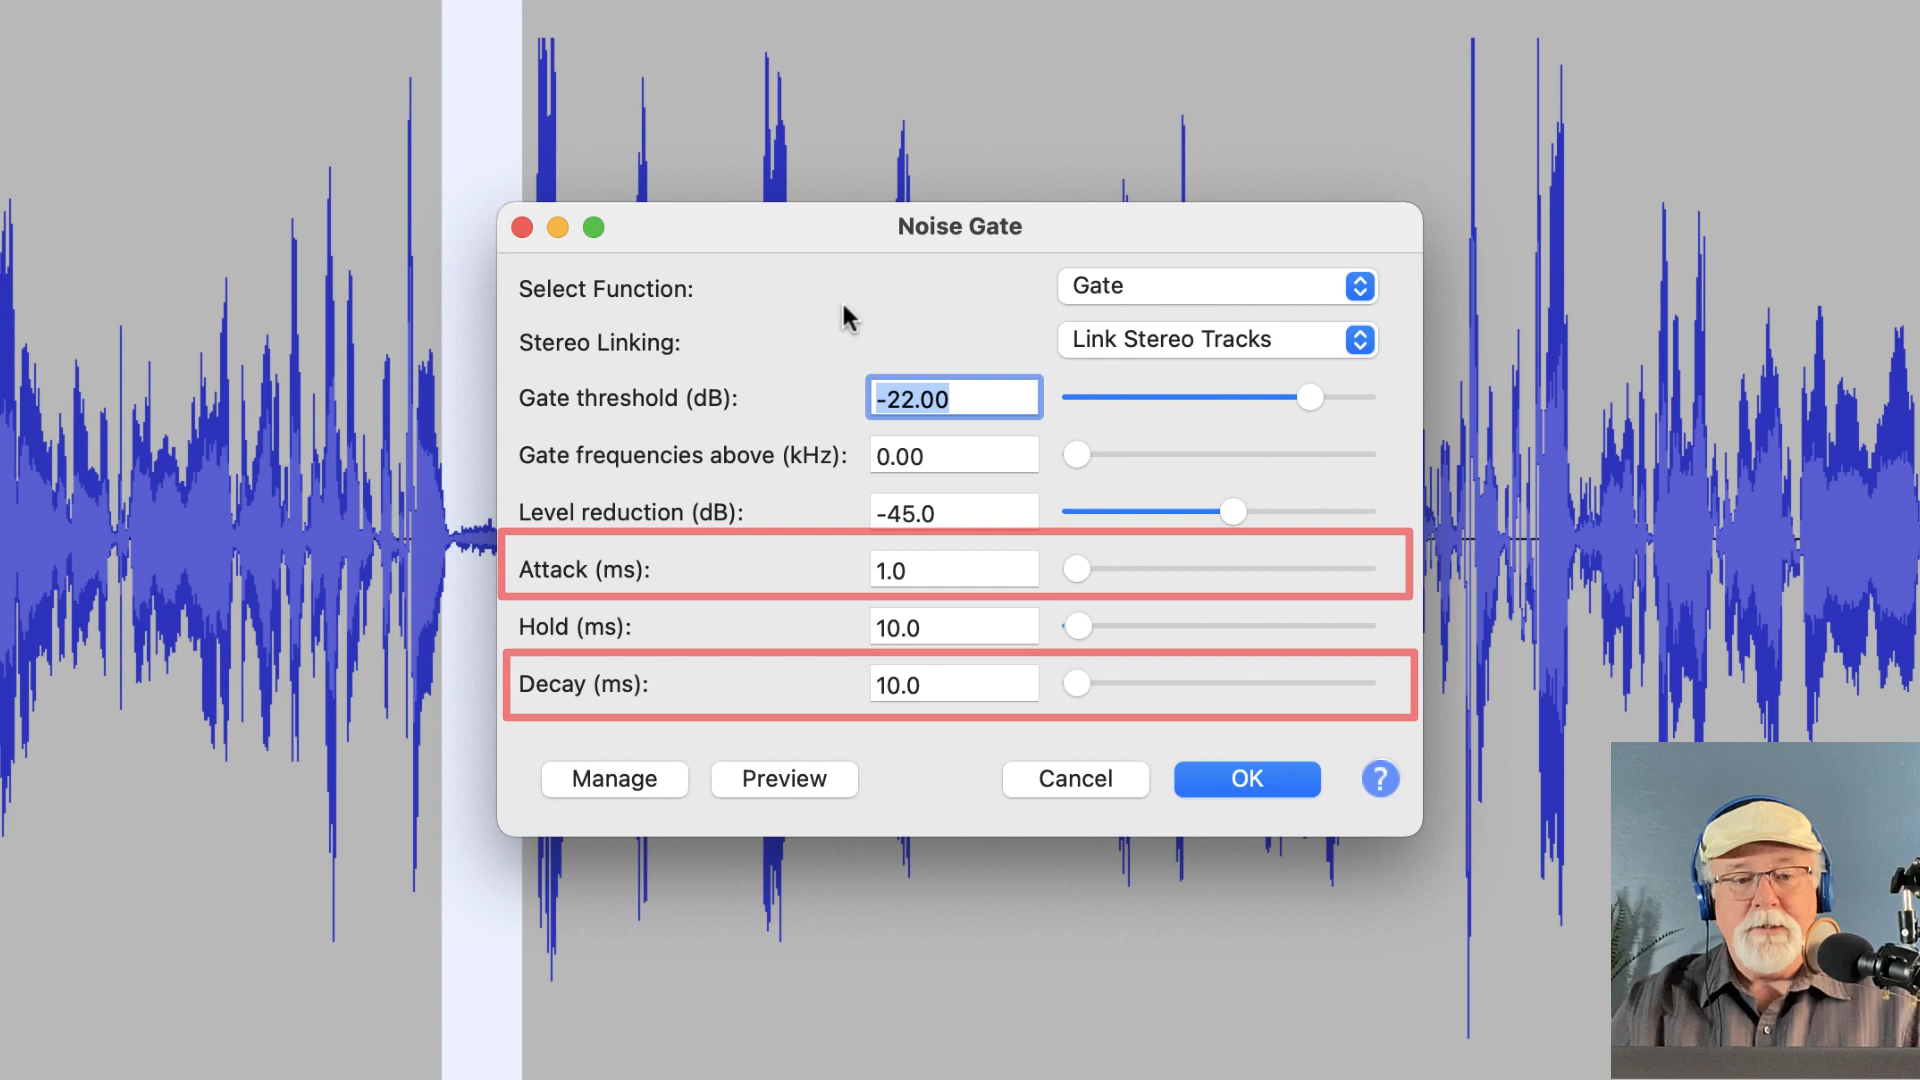 Noise Gate
Select Function: Gate
Stereo Linking: Link Stereo Tracks
Gate threshold (dB): -22.00
Gate frequencies above (kHz): 0.00
Level reduction (dB): -45.0
Attack (ms): 1.0
Hold (ms): 10.0
Decay (ms): 10.0
Manage Preview Cancel OK ?